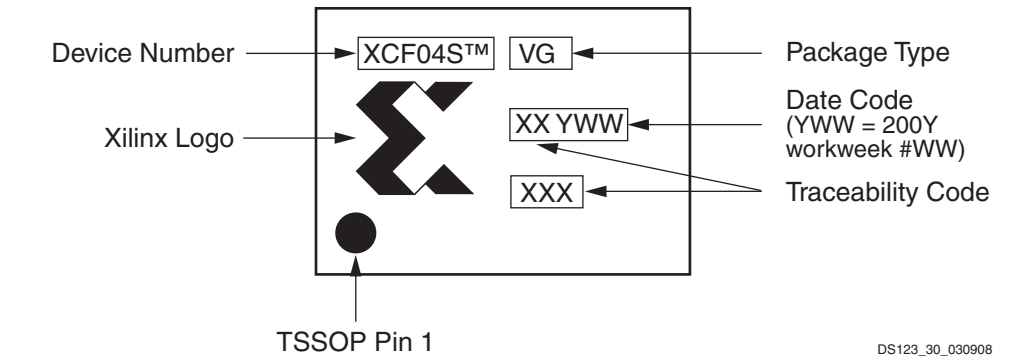 Device Number
XCF04S™
VG
Package Type
Xilinx Logo
XX YWW
Date Code
(YWW = 200Y
workweek #WW)
XXX
Traceability Code
TSSOP Pin 1
DS123_30_030908